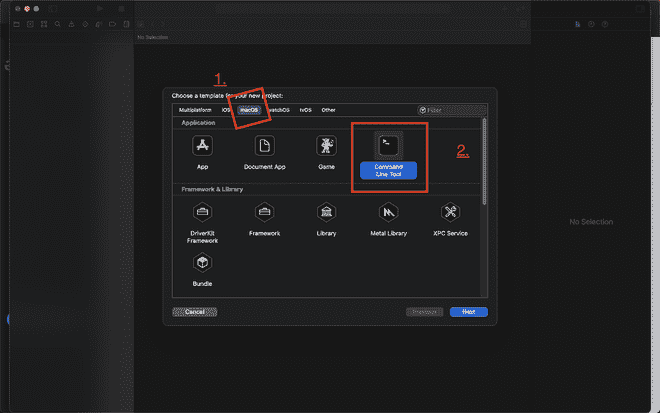 No Selection
1.
Choose a template for your new project:
Multiplatform iOS macOS watchOS tvOS Other
Filter
Application
App Document App Game Command
Line Tool
2.
Framework & Library
DriverKit
Framework
Framework Library Metal Library XPC Service
Bundle
No Selection
Cancel Previous Next